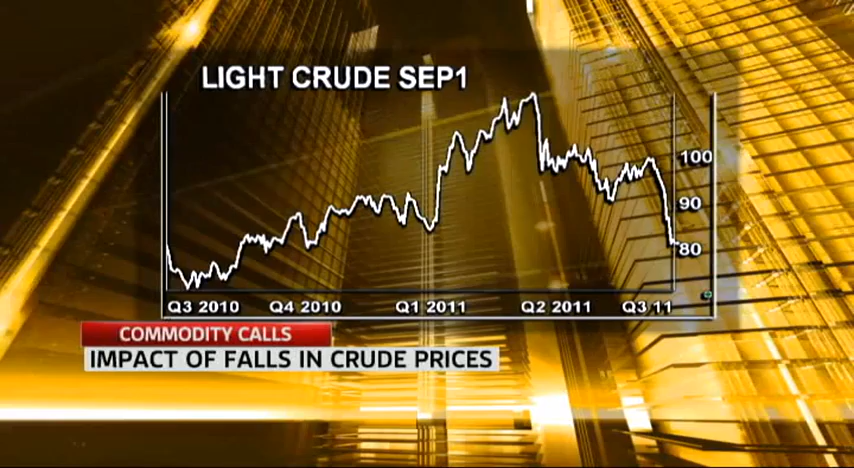 LIGHT CRUDE SEP1
100
90
80
Q3 2010 Q4 2010 Q1 2011 Q2 2011 Q3 11
COMMODITY CALLS
IMPACT OF FALLS IN CRUDE PRICES